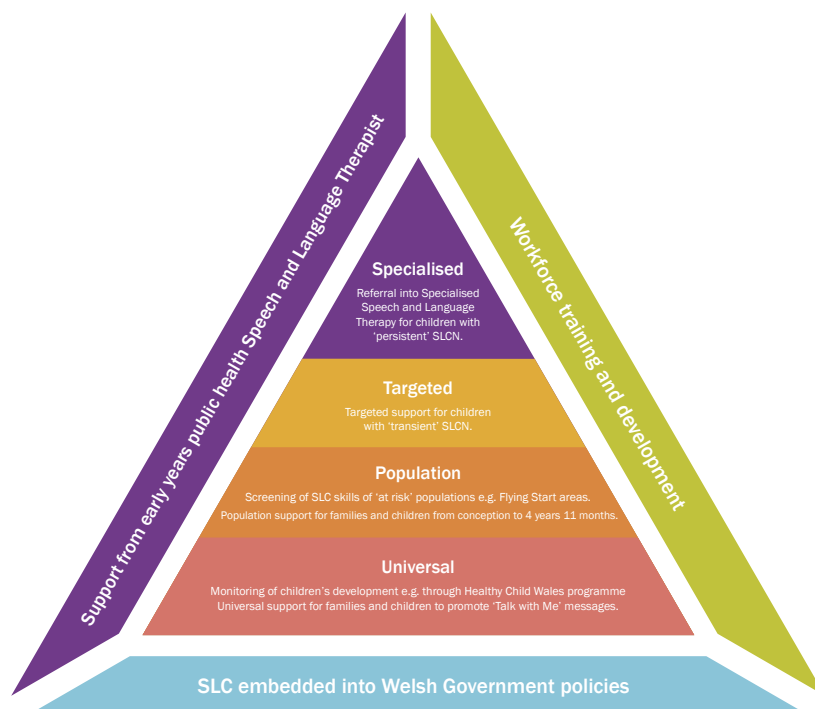 Support from early years public health Speech and Language Therapist
Workforce training and development
Specialised
Referral into Specialised
Speech and Language
Therapy for children with
‘persistent’ SLCN.
Targeted
Targeted support for children
with ‘transient’ SLCN.
Population
Screening of SLC skills of ‘at risk’ populations e.g. Flying Start areas.
Population support for families and children from conception to 4 years 11 months.
Universal
Monitoring of children’s development e.g. through Healthy Child Wales programme
Universal support for families and children to promote ‘Talk with Me’ messages.
SLC embedded into Welsh Government policies